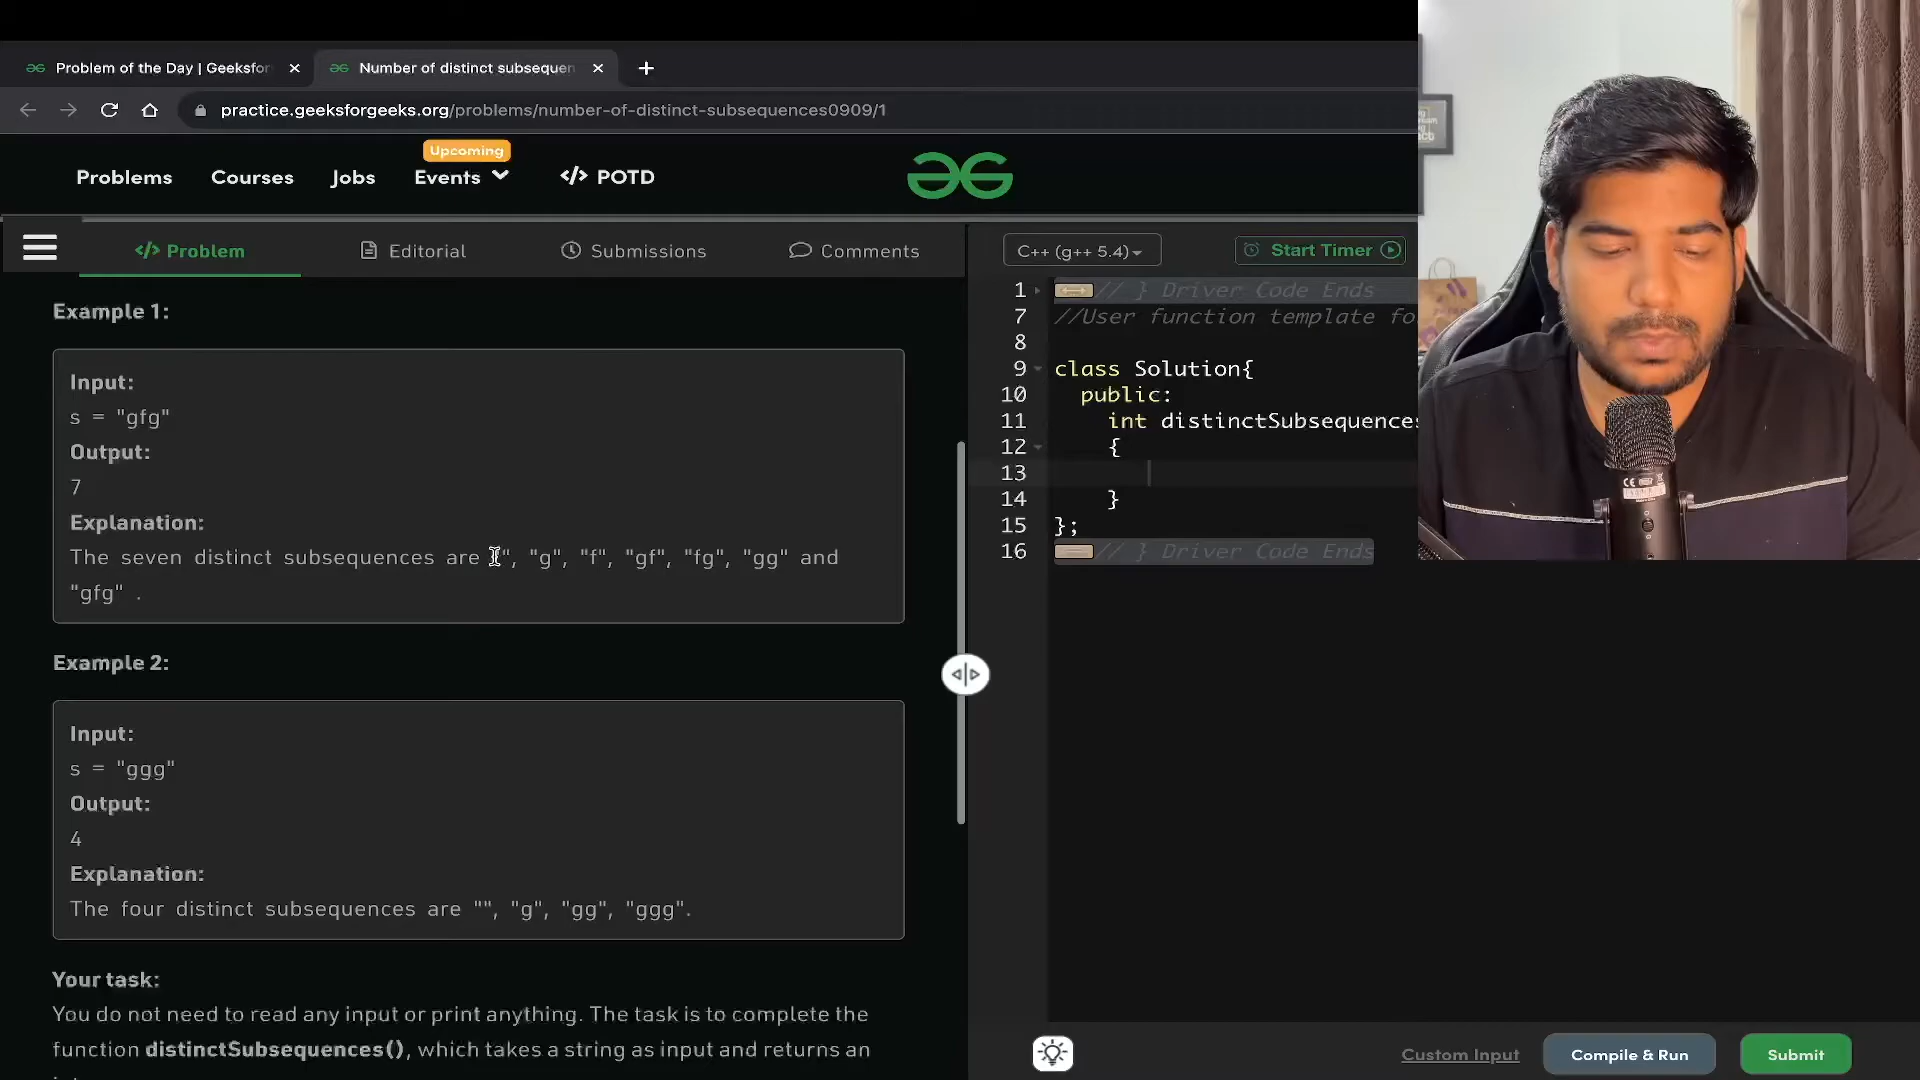 Problem of the Day | Geeksfor
Number of distinct subsequen
practice.geeksforgeeks.org/problems/number-of-distinct-subsequences0909/1
Upcoming
Problems
Courses
Jobs
Events
</> POTD
</> Problem
Editorial
Submissions
Comments
Example 1:
Input:
s = "gfg"
Output:
7
Explanation:
The seven distinct subsequences are "", "g", "f", "gf", "fg", "gg" and
"gfg" .
Example 2:
Input:
s = "ggg"
Output:
4
Explanation:
The four distinct subsequences are "", "g", "gg", "ggg".
Your task:
You do not need to read any input or print anything. The task is to complete the
function distinctSubsequences(), which takes a string as input and returns an
C++ (g++ 5.4)
Start Timer
1 // } Driver Code Ends
7 //User function template fo
8
9 class Solution{
10 public:
11 int distinctSubsequences
12 {
13
14 }
15 };
16 // } Driver Code Ends
Custom Input
Compile & Run
Submit